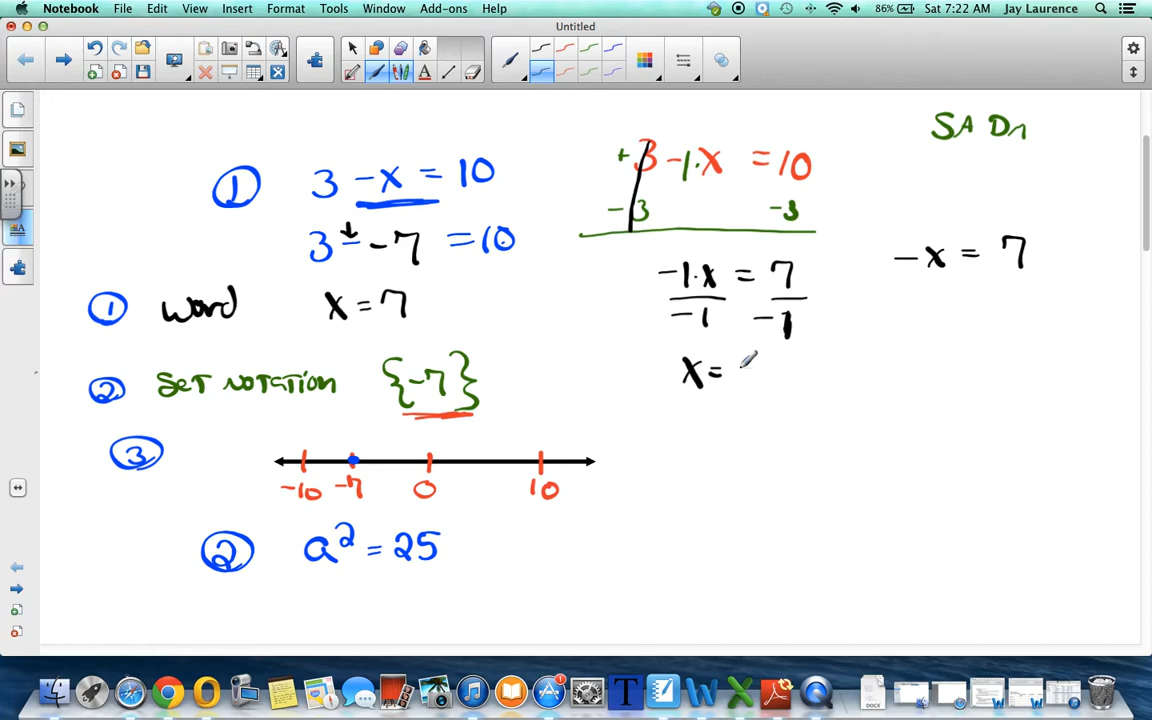 Notebook File Edit View Insert Format Tools Window Add-ons Help 86% Sat 7:22 AM Jay Laurence
Untitled
SADM
① 3 -x = 10
3 - -7 = 10
① word x = 7
② Set notation {-7}
③
-10 -7 0 10
② a² = 25
+3 -1·x = 10
-3 -3
-1·x = 7
-1 -1
x =
-x = 7